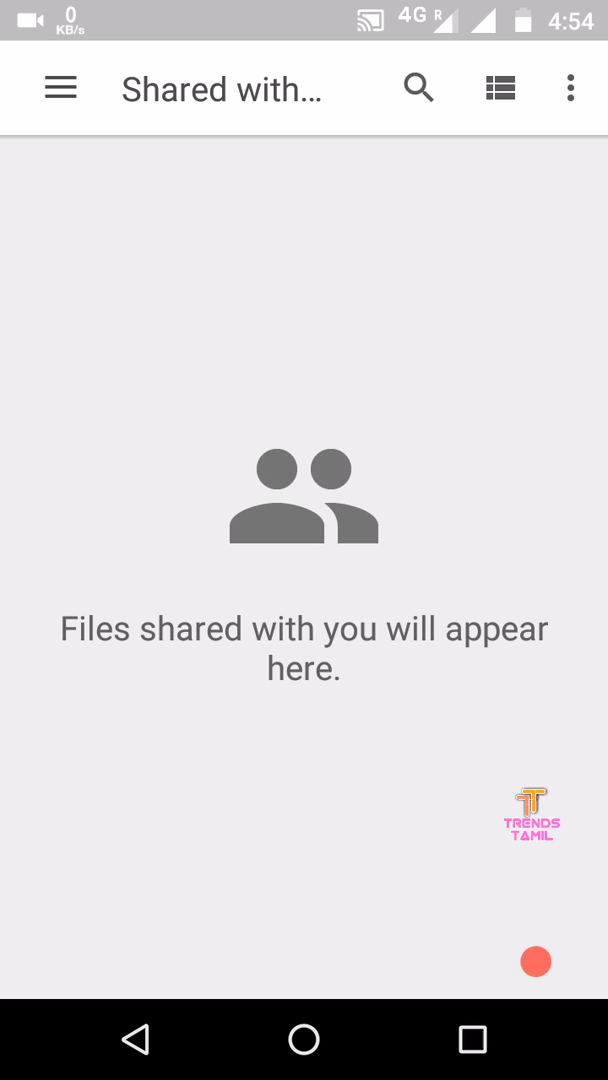 0
KB/s
4G R
4:54
Shared with...
Files shared with you will appear
here.
TRENDS
TAMIL